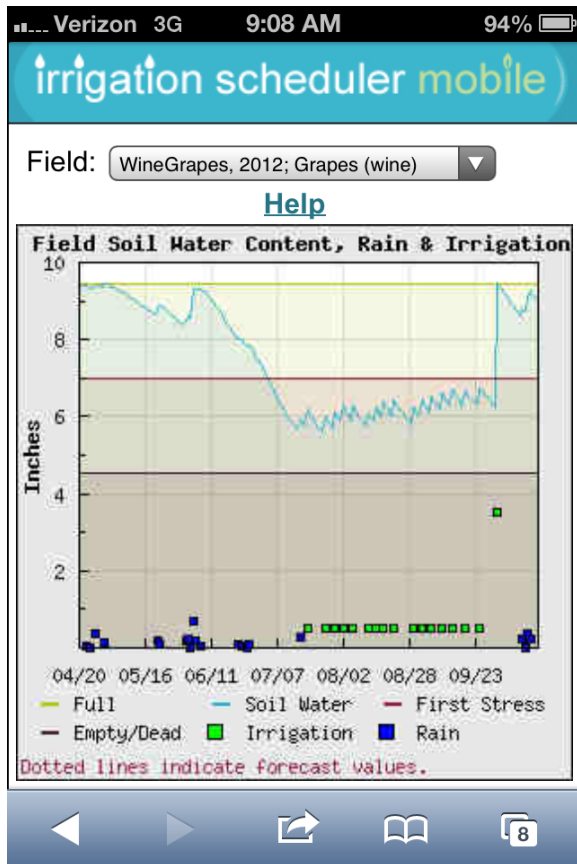 Verizon 3G 9:08 AM 94%
irrigation scheduler mobile
Field: WineGrapes, 2012; Grapes (wine)
Help
Field Soil Water Content, Rain & Irrigation
10
8
6
4
2
Inches
04/20 05/16 06/11 07/07 08/02 08/28 09/23
Full Soil Water First Stress
Empty/Dead Irrigation Rain
Dotted lines indicate forecast values.
8